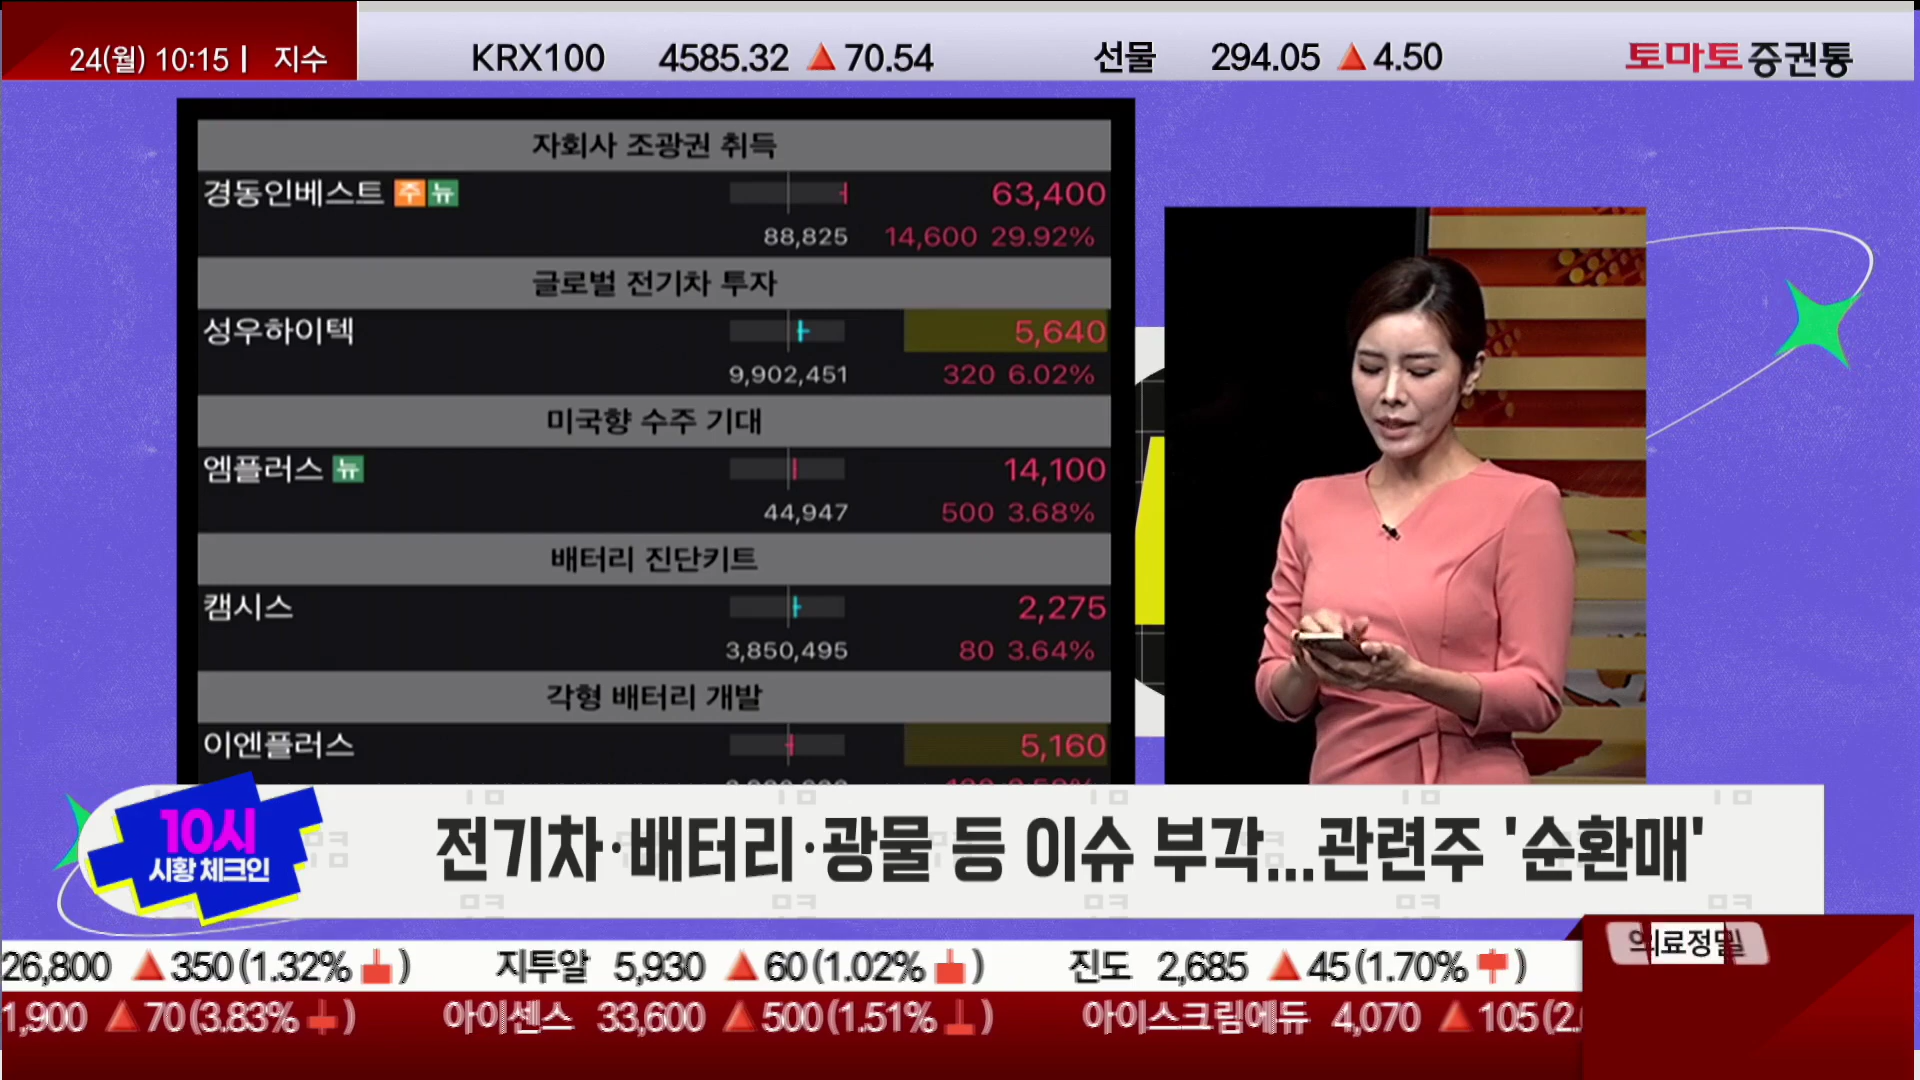 24(월) 10:15 | 지수
KRX100 4585.32 ▲70.54 선물 294.05 ▲4.50
토마토증권통
자회사 조광권 취득
경동인베스트 주 뉴 63,400
88,825 14,600 29.92%
글로벌 전기차 투자
성우하이텍 5,640
9,902,451 320 6.02%
미국향 수주 기대
엠플러스 뉴 14,100
44,947 500 3.68%
배터리 진단키트
캠시스 2,275
3,850,495 80 3.64%
각형 배터리 개발
이엔플러스 5,160
10시
시황 체크인
전기차·배터리·광물 등 이슈 부각...관련주 '순환매'
26,800 ▲350(1.32% ) 지투알 5,930 ▲60(1.02% ) 진도 2,685 ▲45(1.70% )
의료정밀
1,900 ▲70(3.83% ) 아이센스 33,600 ▲500(1.51% ) 아이스크림에듀 4,070 ▲105(2.